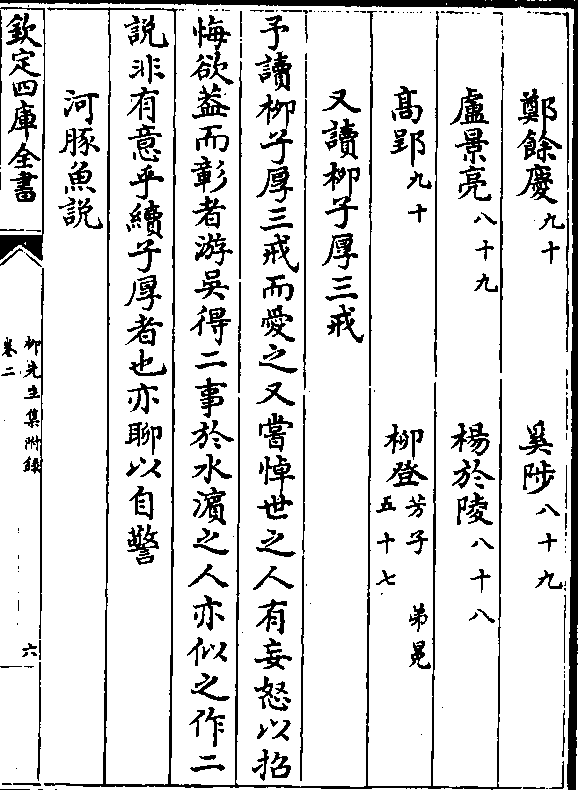 鄭餘慶九十　奚陟八十九
盧景亮八十九　楊於陵八十八
髙郢九十　柳登芳子　弟冕五十七
又讀柳子厚三戒
予讀柳子厚三戒而愛之又嘗悼世之人有妄怒以招
悔欲葢而彰者游吳得二事於水濵之人亦似之作二
說非有意乎續子厚者也亦聊以自警
河豚魚説
欽定四庫全書
柳先生集附錄
卷二
六